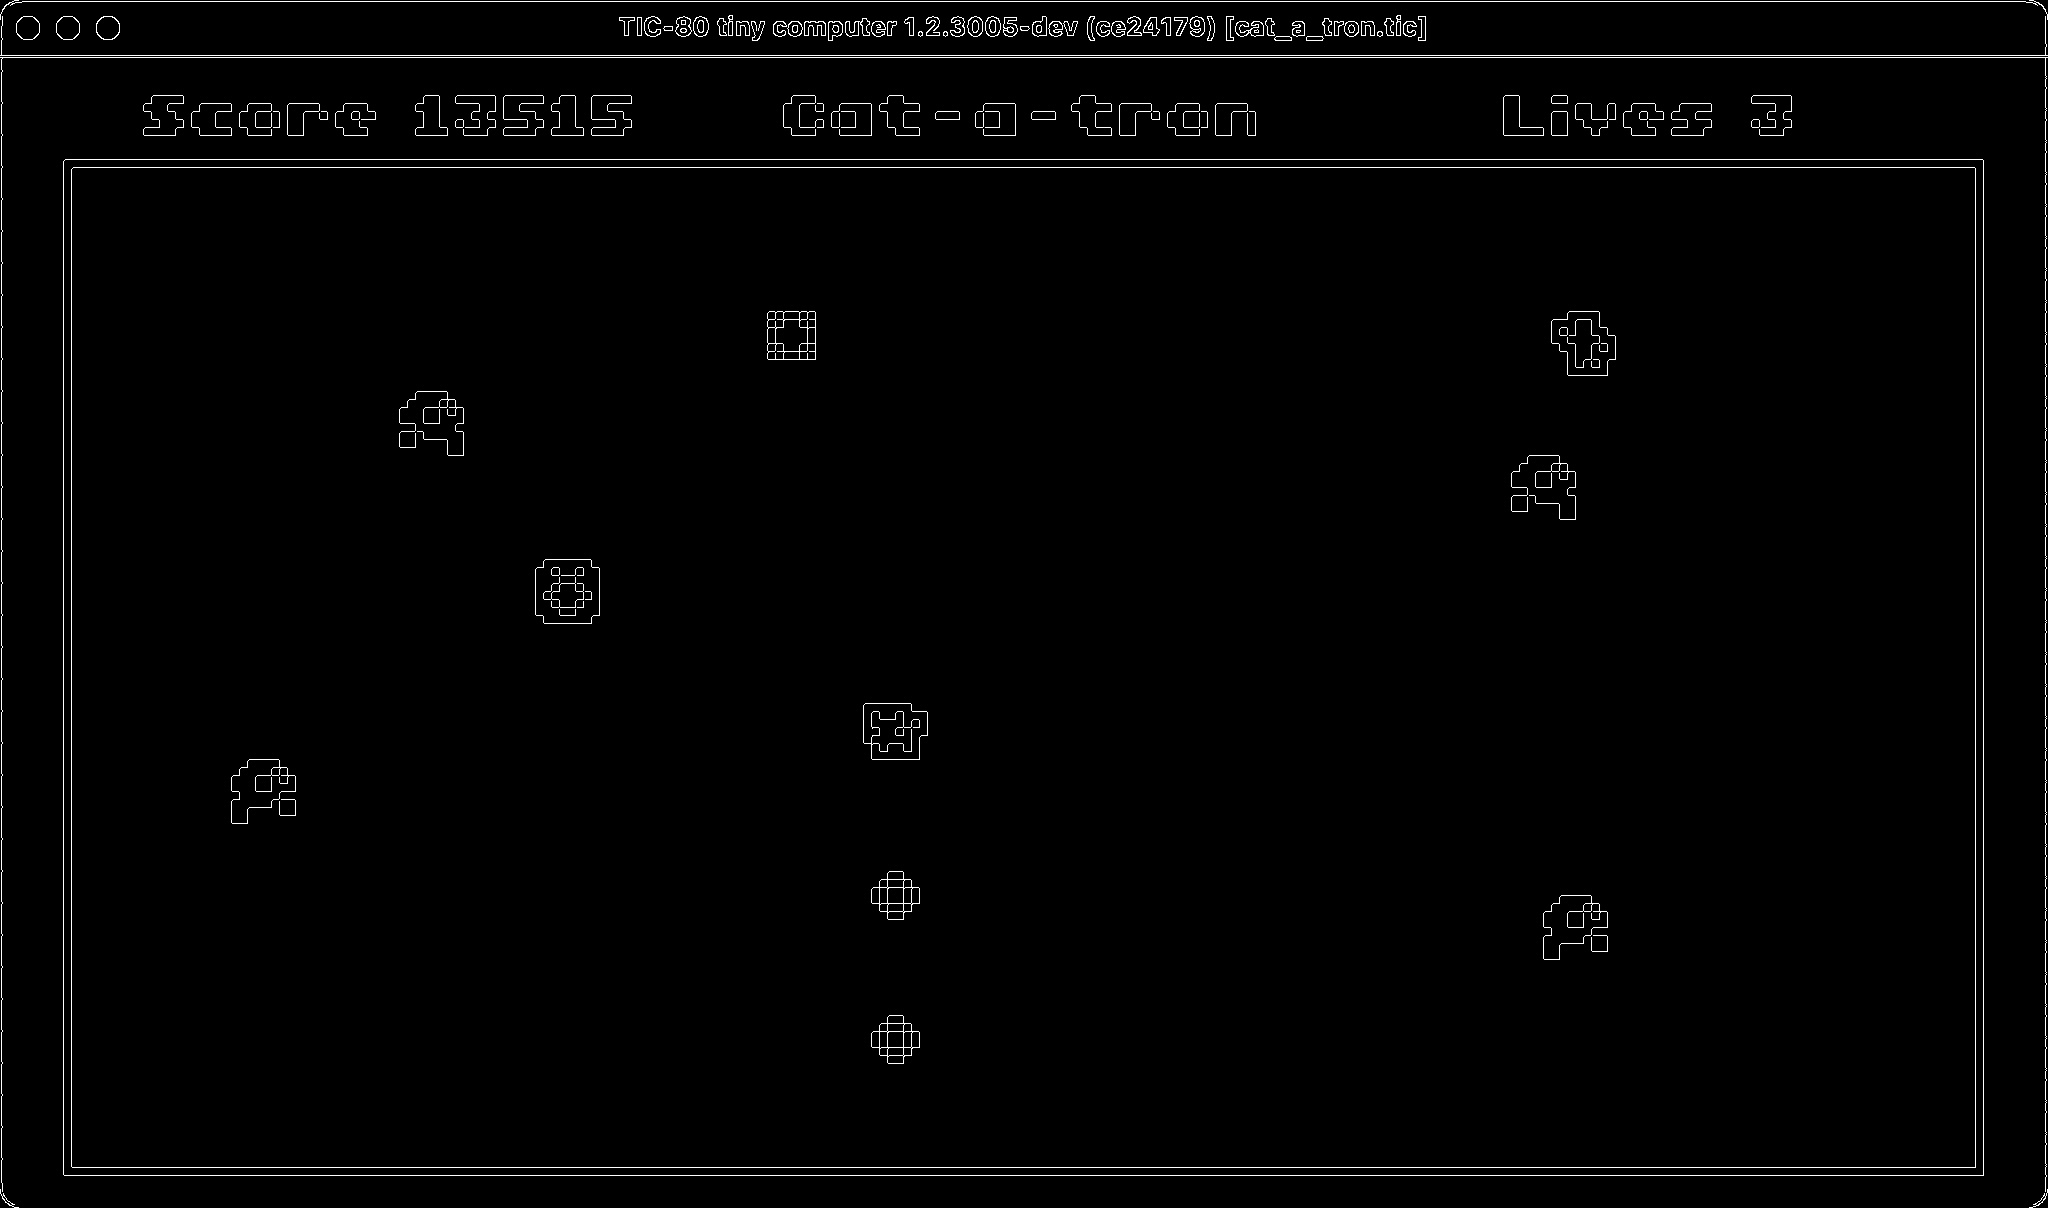 TIC-80 tiny computer 1.2.3005-dev (ce24179) [cat_a_tron.tic]
Score 13515 Cat-a-tron Lives 3